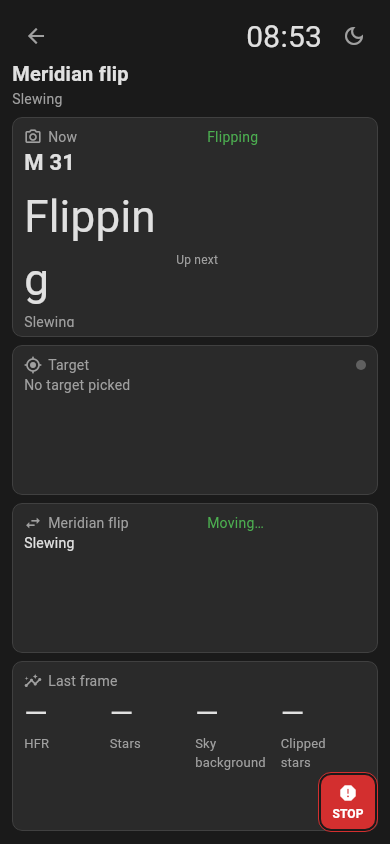 08:53
Meridian flip
Slewing
Now
Flipping
M 31
Flippin
g
Up next
Slewing
Target
No target picked
Meridian flip
Moving…
Slewing
Last frame
— — — —
HFR Stars Sky background Clipped stars
STOP